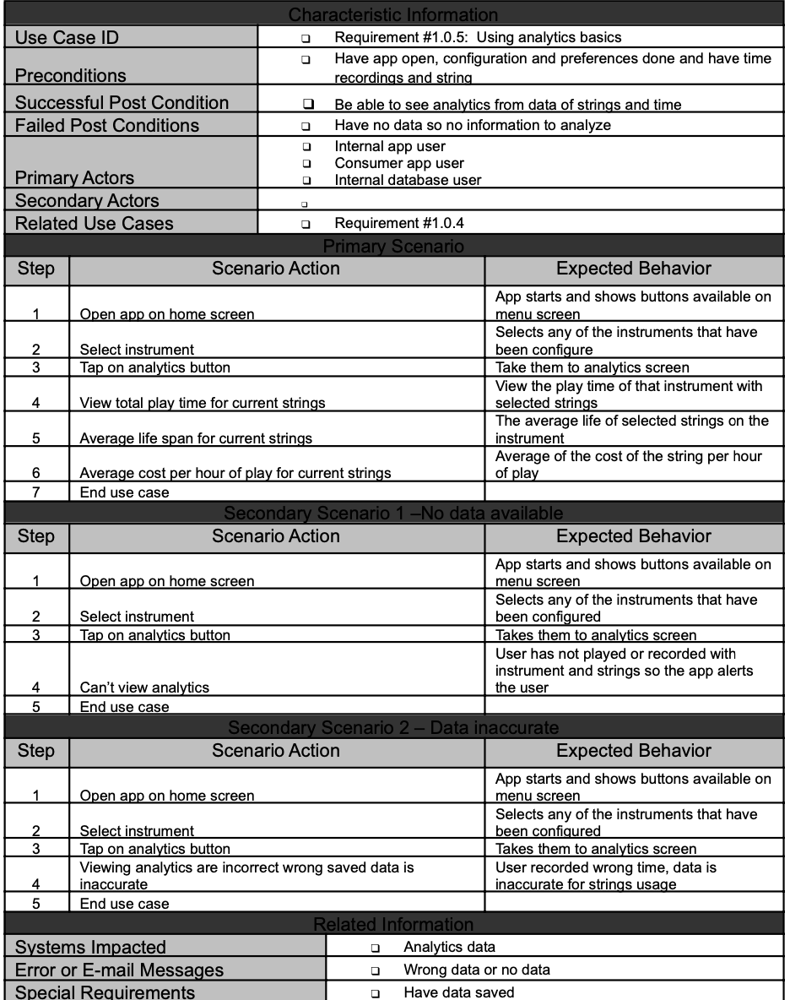 Characteristic Information
Use Case ID
❑ Requirement #1.0.5: Using analytics basics
Preconditions
❑ Have app open, configuration and preferences done and have time
recordings and string
Successful Post Condition
❑ Be able to see analytics from data of strings and time
Failed Post Conditions
❑ Have no data so no information to analyze
Primary Actors
❑ Internal app user
❑ Consumer app user
❑ Internal database user
Secondary Actors
❑
Related Use Cases
❑ Requirement #1.0.4
Primary Scenario
Step Scenario Action Expected Behavior
1 Open app on home screen
App starts and shows buttons available on
menu screen
2 Select instrument
Selects any of the instruments that have
been configure
3 Tap on analytics button Take them to analytics screen
4 View total play time for current strings
View the play time of that instrument with
selected strings
5 Average life span for current strings
The average life of selected strings on the
instrument
6 Average cost per hour of play for current strings
Average of the cost of the string per hour
of play
7 End use case
Secondary Scenario 1 –No data available
Step Scenario Action Expected Behavior
1 Open app on home screen
App starts and shows buttons available on
menu screen
2 Select instrument
Selects any of the instruments that have
been configured
3 Tap on analytics button Takes them to analytics screen
4 Can’t view analytics
User has not played or recorded with
instrument and strings so the app alerts
the user
5 End use case
Secondary Scenario 2 – Data inaccurate
Step Scenario Action Expected Behavior
1 Open app on home screen
App starts and shows buttons available on
menu screen
2 Select instrument
Selects any of the instruments that have
been configured
3 Tap on analytics button Takes them to analytics screen
4 Viewing analytics are incorrect wrong saved data is
inaccurate
User recorded wrong time, data is
inaccurate for strings usage
5 End use case
Related Information
Systems Impacted
❑ Analytics data
Error or E-mail Messages
❑ Wrong data or no data
Special Requirements
❑ Have data saved